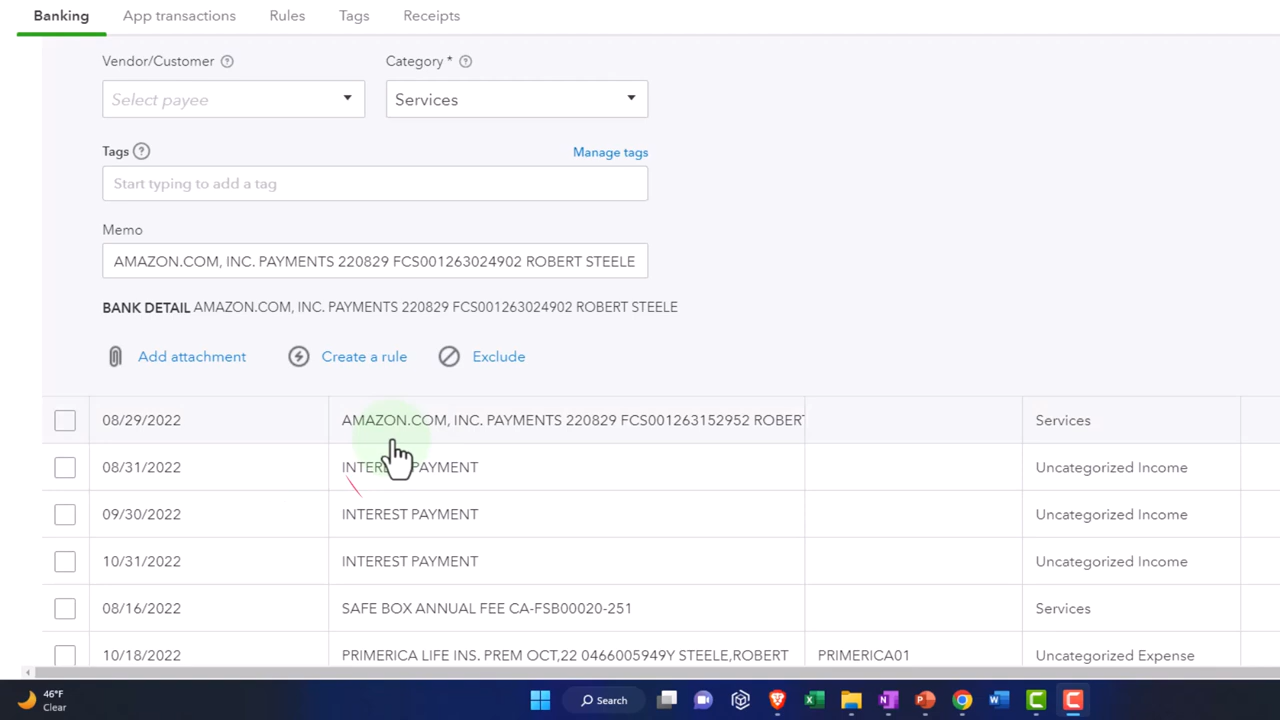 Banking App transactions Rules Tags Receipts
Vendor/Customer ? Category * ?
Select payee Services
Tags ? Manage tags
Start typing to add a tag
Memo
AMAZON.COM, INC. PAYMENTS 220829 FCS001263024902 ROBERT STEELE
BANK DETAIL AMAZON.COM, INC. PAYMENTS 220829 FCS001263024902 ROBERT STEELE
Add attachment Create a rule Exclude
08/29/2022 AMAZON.COM, INC. PAYMENTS 220829 FCS001263152952 ROBERT Services
08/31/2022 INTEREST PAYMENT Uncategorized Income
09/30/2022 INTEREST PAYMENT Uncategorized Income
10/31/2022 INTEREST PAYMENT Uncategorized Income
08/16/2022 SAFE BOX ANNUAL FEE CA-FSB00020-251 Services
10/18/2022 PRIMERICA LIFE INS. PREM OCT,22 0466005949Y STEELE,ROBERT PRIMERICA01 Uncategorized Expense
46°F
Clear
Search